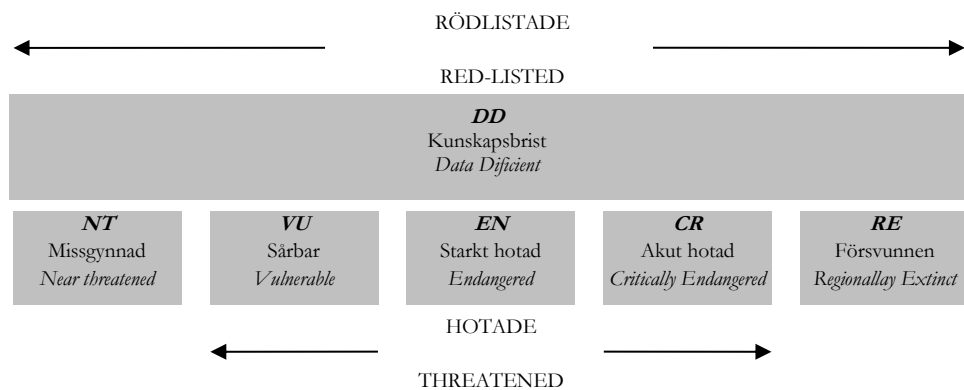 RÖDLISTADE
RED-LISTED
DD
Kunskapsbrist
Data Dificient
NT
Missgynnad
Near threatened
VU
Sårbar
Vulnerable
EN
Starkt hotad
Endangered
CR
Akut hotad
Critically Endangered
RE
Försvunnen
Regionallay Extinct
HOTADE
THREATENED